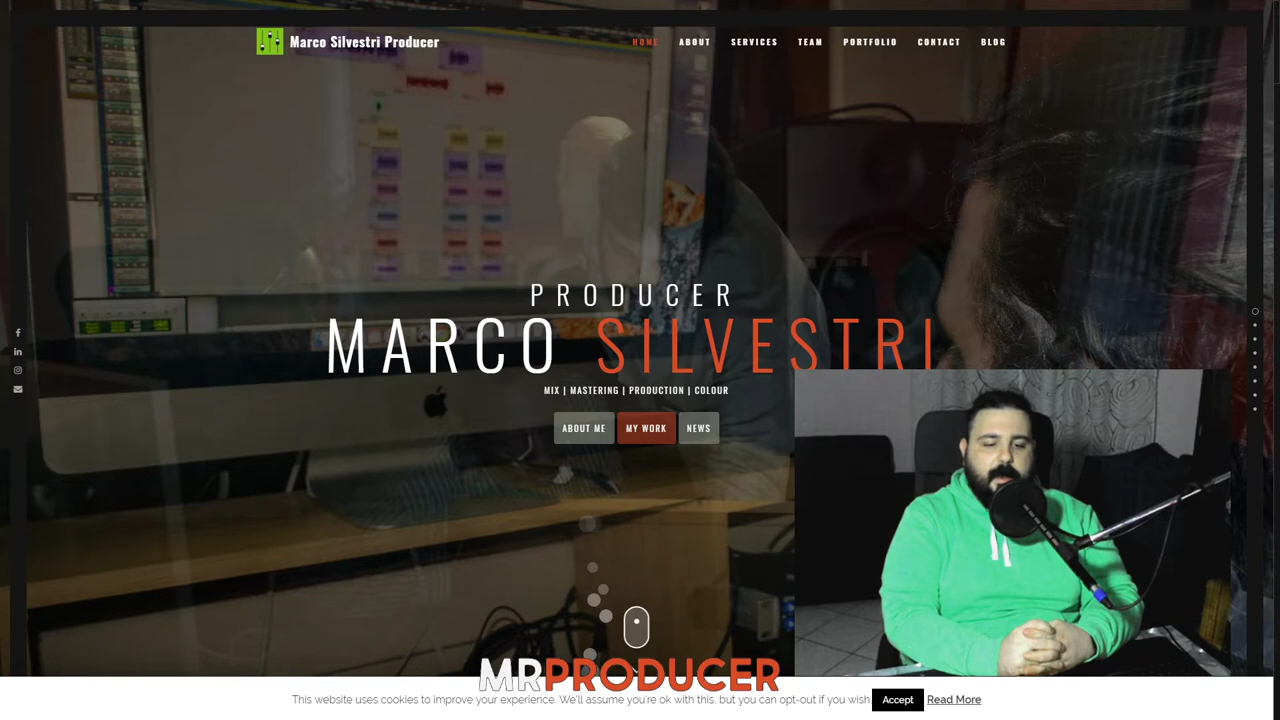 Marco Silvestri Producer
HOME ABOUT SERVICES TEAM PORTFOLIO CONTACT BLOG
PRODUCER
MARCO SILVESTRI
MIX | MASTERING | PRODUCTION | COLOUR
ABOUT ME MY WORK NEWS
MRPRODUCER
This website uses cookies to improve your experience. We'll assume you're ok with this, but you can opt-out if you wish. Accept Read More